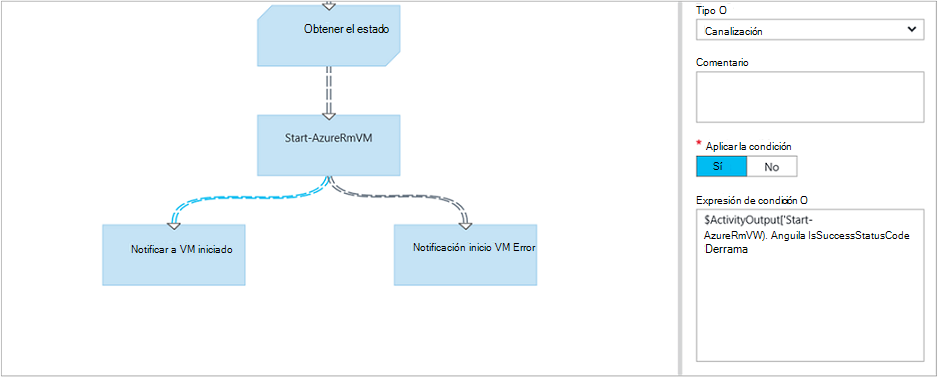 Obtener el estado
Start-AzureRmVM
Notificar a VM iniciado
Notificación inicio VM Error
Tipo O
Canalización
Comentario
* Aplicar la condición
Sí No
Expresión de condición O
$ActivityOutput['Start-
AzureRmVW). Anguila IsSuccessStatusCode
Derrama